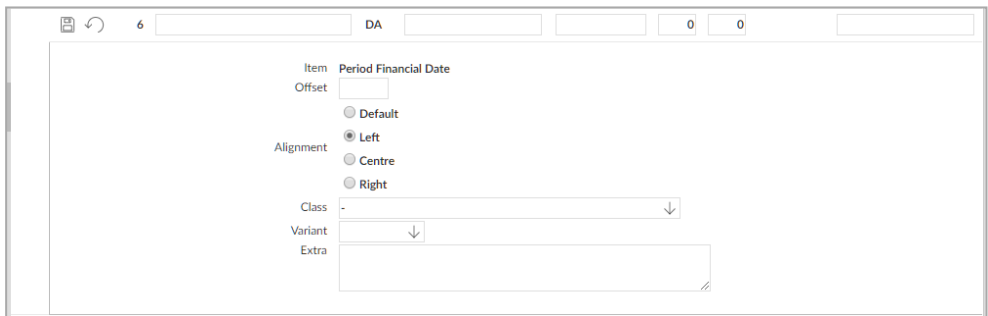 6 DA 0 0
Item Period Financial Date
Offset
Default
Left
Alignment
Centre
Right
Class -
Variant
Extra